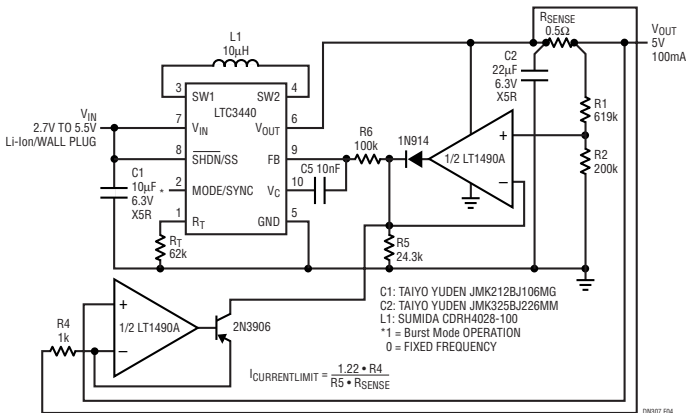 L1
10µH
3
SW1
SW2
4
LTC3440
VIN
2.7V TO 5.5V
Li-Ion/WALL PLUG
7
VIN
VOUT
6
8
SHDN/SS
FB
9
C1
10µF
6.3V
X5R
* 2
MODE/SYNC
VC
10
1
RT
GND
5
RT
62k
C5 10nF
R6
100k
1N914
1/2 LT1490A
+
–
R5
24.3k
RSENSE
0.5Ω
C2
22µF
6.3V
X5R
VOUT
5V
100mA
R1
619k
R2
200k
R4
1k
+
–
1/2 LT1490A
2N3906
C1: TAIYO YUDEN JMK212BJ106MG
C2: TAIYO YUDEN JMK325BJ226MM
L1: SUMIDA CDRH4028-100
*1 = Burst Mode OPERATION
0 = FIXED FREQUENCY
ICURRENTLIMIT = 1.22 • R4
R5 • RSENSE
DN307 F04